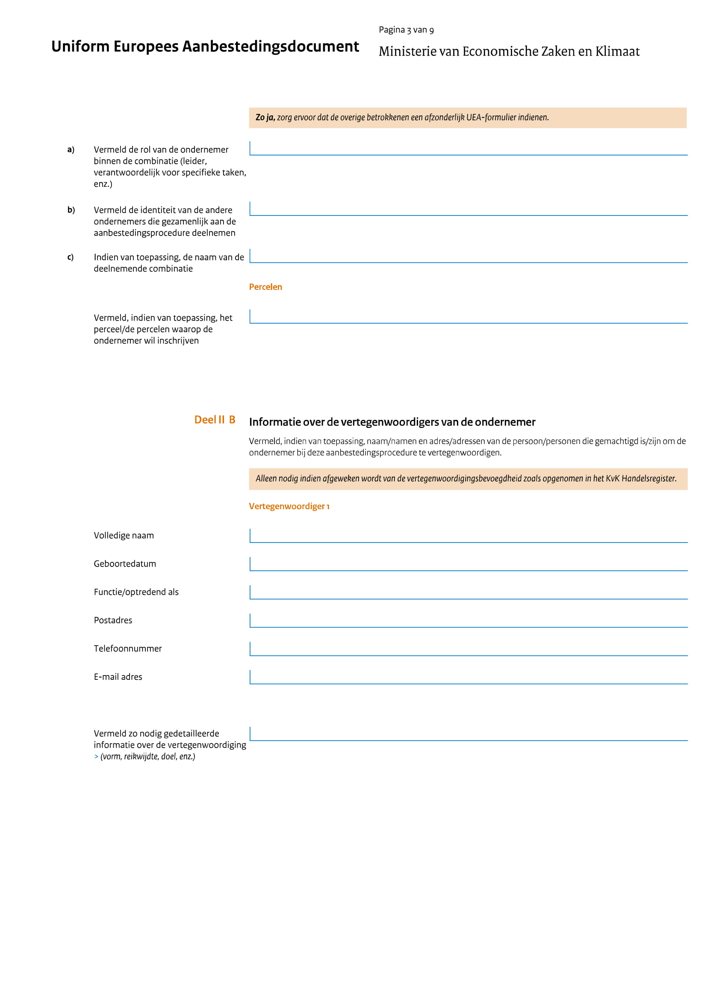 Pagina 3 van 9
Uniform Europees Aanbestedingsdocument
Ministerie van Economische Zaken en Klimaat
Zo ja, zorg ervoor dat de overige betrokkenen een afzonderlijk UEA-formulier indienen.
a) Vermeld de rol van de ondernemer
binnen de combinatie (leider,
verantwoordelijk voor specifieke taken,
enz.)
b) Vermeld de identiteit van de andere
ondernemers die gezamenlijk aan de
aanbestedingsprocedure deelnemen
c) Indien van toepassing, de naam van de
deelnemende combinatie
Percelen
Vermeld, indien van toepassing, het
perceel/de percelen waarop de
ondernemer wil inschrijven
Deel II B Informatie over de vertegenwoordigers van de ondernemer
Vermeld, indien van toepassing, naam/namen en adres/adressen van de persoon/personen die gemachtigd is/zijn om de
ondernemer bij deze aanbestedingsprocedure te vertegenwoordigen.
Alleen nodig indien afgeweken wordt van de vertegenwoordigingsbevoegdheid zoals opgenomen in het KvK Handelsregister.
Vertegenwoordiger 1
Volledige naam
Geboortedatum
Functie/optredend als
Postadres
Telefoonnummer
E-mail adres
Vermeld zo nodig gedetailleerde
informatie over de vertegenwoordiging
> (vorm, reikwijdte, doel, enz.)